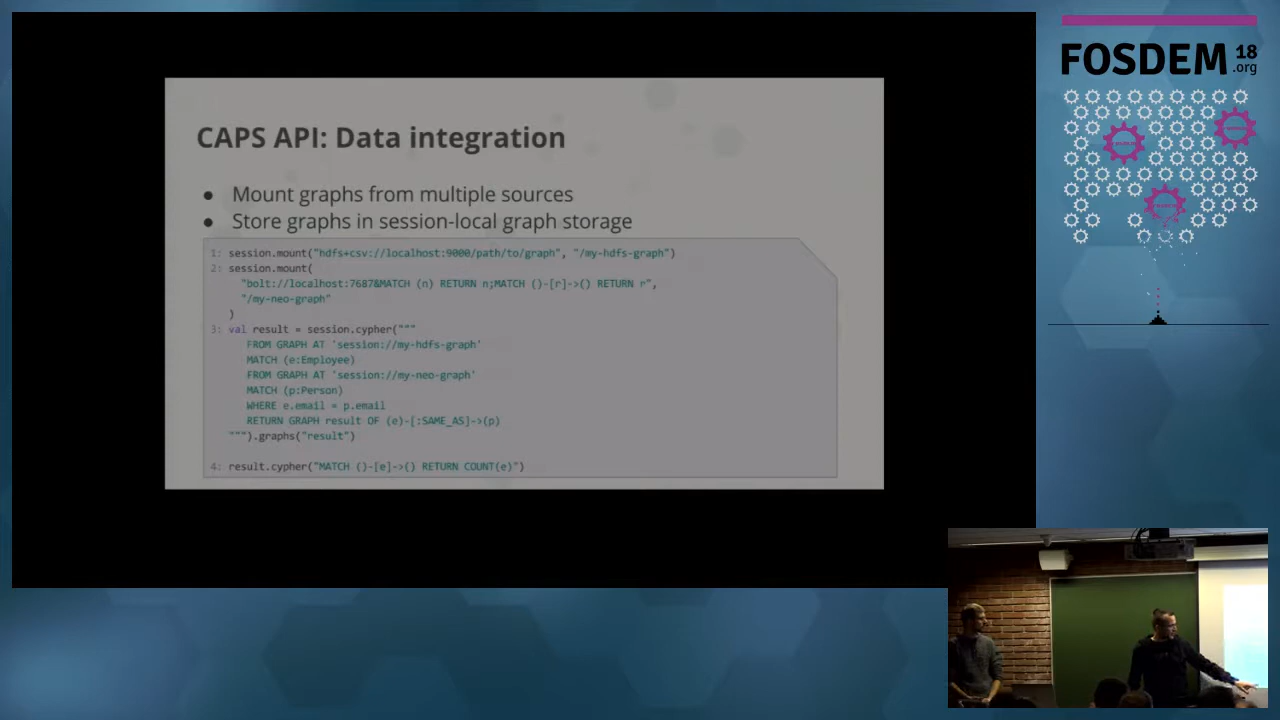 CAPS API: Data integration
● Mount graphs from multiple sources
● Store graphs in session-local graph storage
1: session.mount("hdfs+csv://localhost:9000/path/to/graph", "/my-hdfs-graph")
2: session.mount(
"bolt://localhost:7687&MATCH (n) RETURN n;MATCH ()-[r]->() RETURN r",
"/my-neo-graph"
)
3: val result = session.cypher("""
FROM GRAPH AT 'session://my-hdfs-graph'
MATCH (e:Employee)
FROM GRAPH AT 'session://my-neo-graph'
MATCH (p:Person)
WHERE e.email = p.email
RETURN GRAPH result OF (e)-[:SAME_AS]->(p)
""").graphs("result")
4: result.cypher("MATCH ()-[e]->() RETURN COUNT(e)")
FOSDEM 18
.org